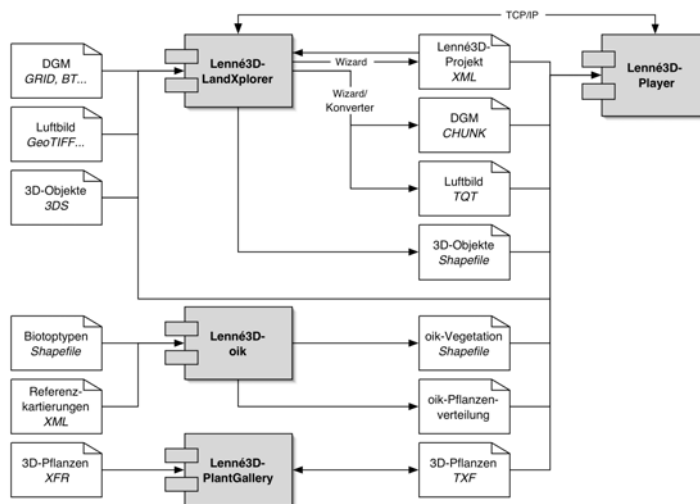 TCP/IP
DGM
GRID, BT...
Lenné3D-
LandXplorer
Wizard
Lenné3D-
Projekt
XML
Lenné3D-
Player
Wizard/
Konverter
Luftbild
GeoTIFF...
DGM
CHUNK
3D-Objekte
3DS
Luftbild
TQT
3D-Objekte
Shapefile
Biotoptypen
Shapefile
Lenné3D-
oik
oik-Vegetation
Shapefile
Referenz-
kartierungen
XML
oik-Pflanzen-
verteilung
3D-Pflanzen
XFR
Lenné3D-
PlantGallery
3D-Pflanzen
TXF